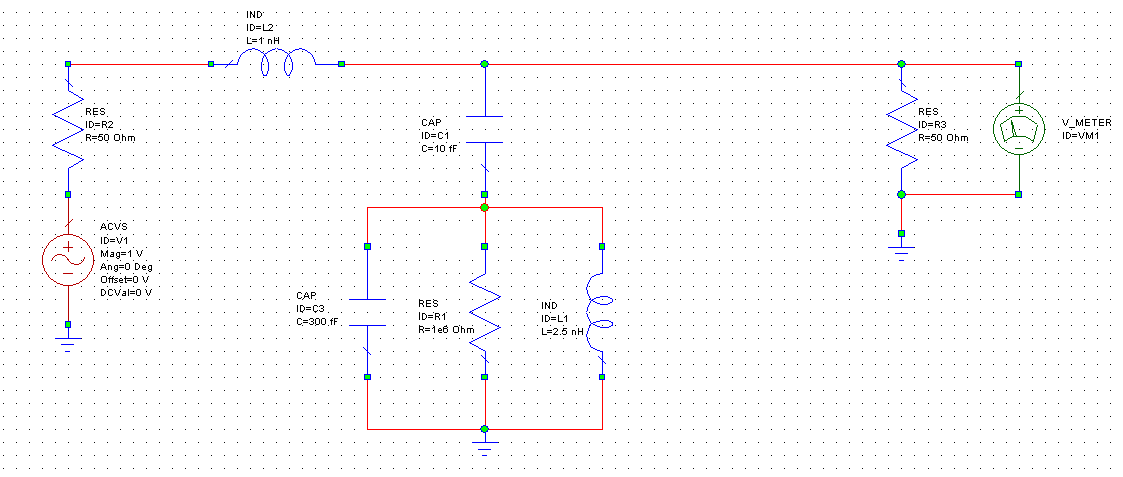 IND
ID=L2
L=1 nH
RES
ID=R2
R=50 Ohm
CAP
ID=C1
C=10 fF
RES
ID=R3
R=50 Ohm
V_METER
ID=VM1
ACVS
ID=V1
Mag=1 V
Ang=0 Deg
Offset=0 V
DCVal=0 V
CAP
ID=C3
C=300 fF
RES
ID=R1
R=1e6 Ohm
IND
ID=L1
L=2.5 nH